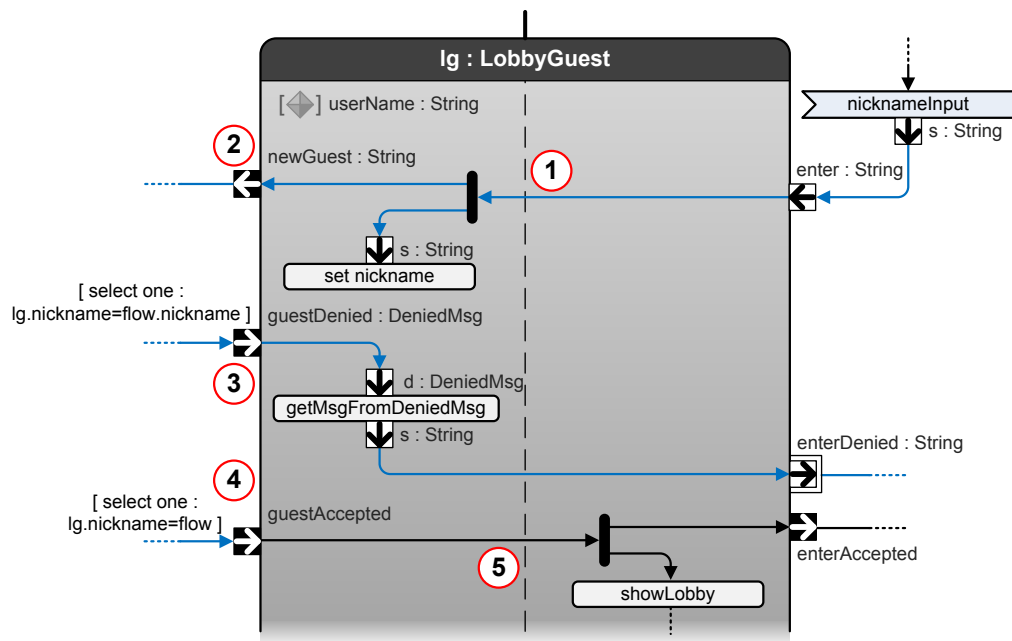 lg : LobbyGuest
[ ] userName : String
nicknameInput
s : String
2
newGuest : String
1
enter : String
s : String
set nickname
[ select one :
lg.nickname=flow.nickname ]
guestDenied : DeniedMsg
3
d : DeniedMsg
getMsgFromDeniedMsg
s : String
enterDenied : String
4
[ select one :
lg.nickname=flow ]
guestAccepted
enterAccepted
5
showLobby